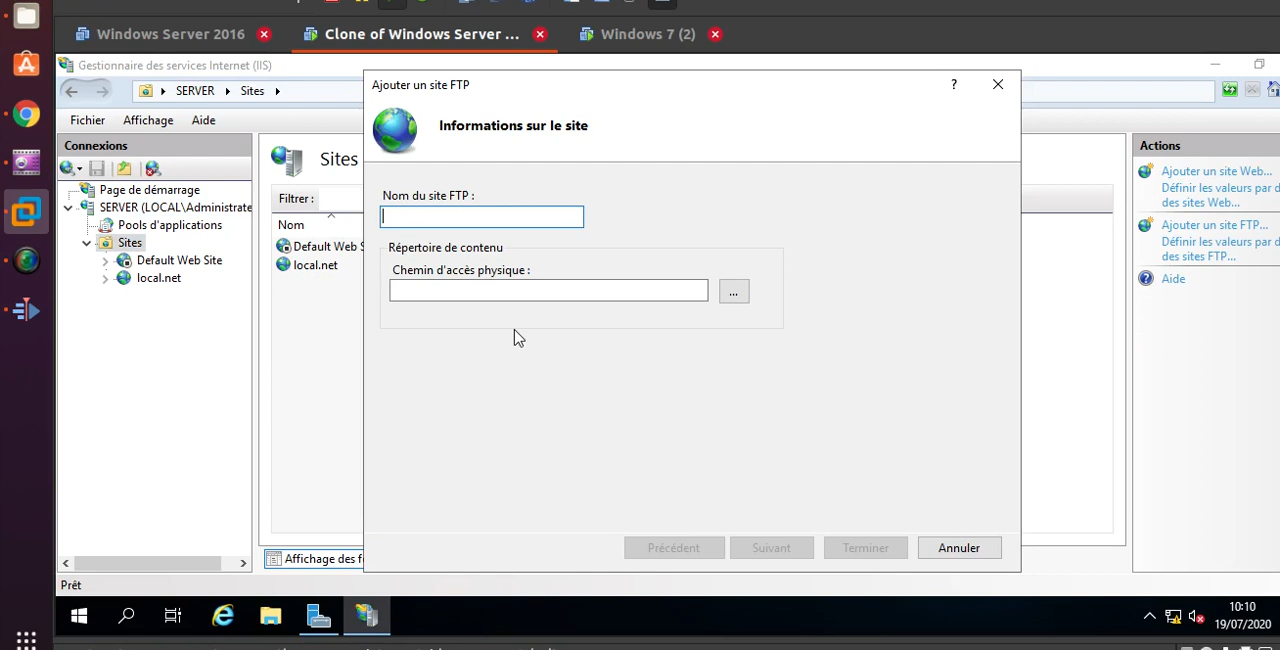 Windows Server 2016
Clone of Windows Server ...
Windows 7 (2)
Gestionnaire des services Internet (IIS)
SERVER
Sites
Fichier
Affichage
Aide
Connexions
Page de démarrage
SERVER (LOCAL\Administrate
Pools d'applications
Sites
Default Web Site
local.net
Sites
Filtrer :
Nom
Default Web S
local.net
Affichage des f
Ajouter un site FTP
?
Informations sur le site
Nom du site FTP :
Répertoire de contenu
Chemin d'accès physique :
...
Précédent
Suivant
Terminer
Annuler
Actions
Ajouter un site Web...
Définir les valeurs par d
des sites Web...
Ajouter un site FTP...
Définir les valeurs par d
des sites FTP...
Aide
Prêt
10:10
19/07/2020